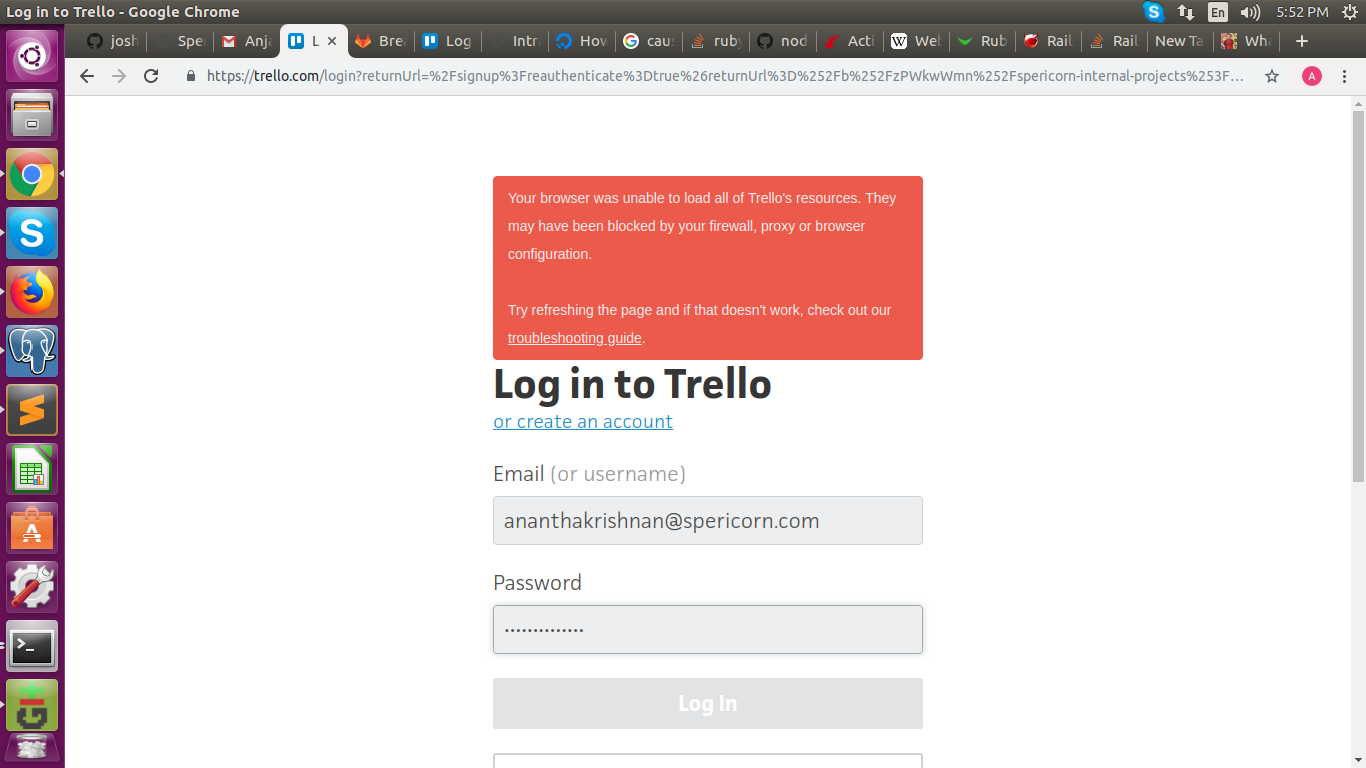 Log in to Trello - Google Chrome
En
5:52 PM
josh
Spe
Anj
L
Bre
Log
Intr
How
cau
ruby
nod
Acti
Web
Rub
Rail
Rail
New Ta
Wha
https://trello.com/login?returnUrl=%2Fsignup%3Freauthenticate%3Dtrue%26returnUrl%3D%252Fb%252FzPWkwWmn%252Fspericorn-internal-projects%253F…
A
Your browser was unable to load all of Trello's resources. They
may have been blocked by your firewall, proxy or browser
configuration.
Try refreshing the page and if that doesn't work, check out our
troubleshooting guide.
Log in to Trello
or create an account
Email (or username)
ananthakrishnan@spericorn.com
Password
Log In